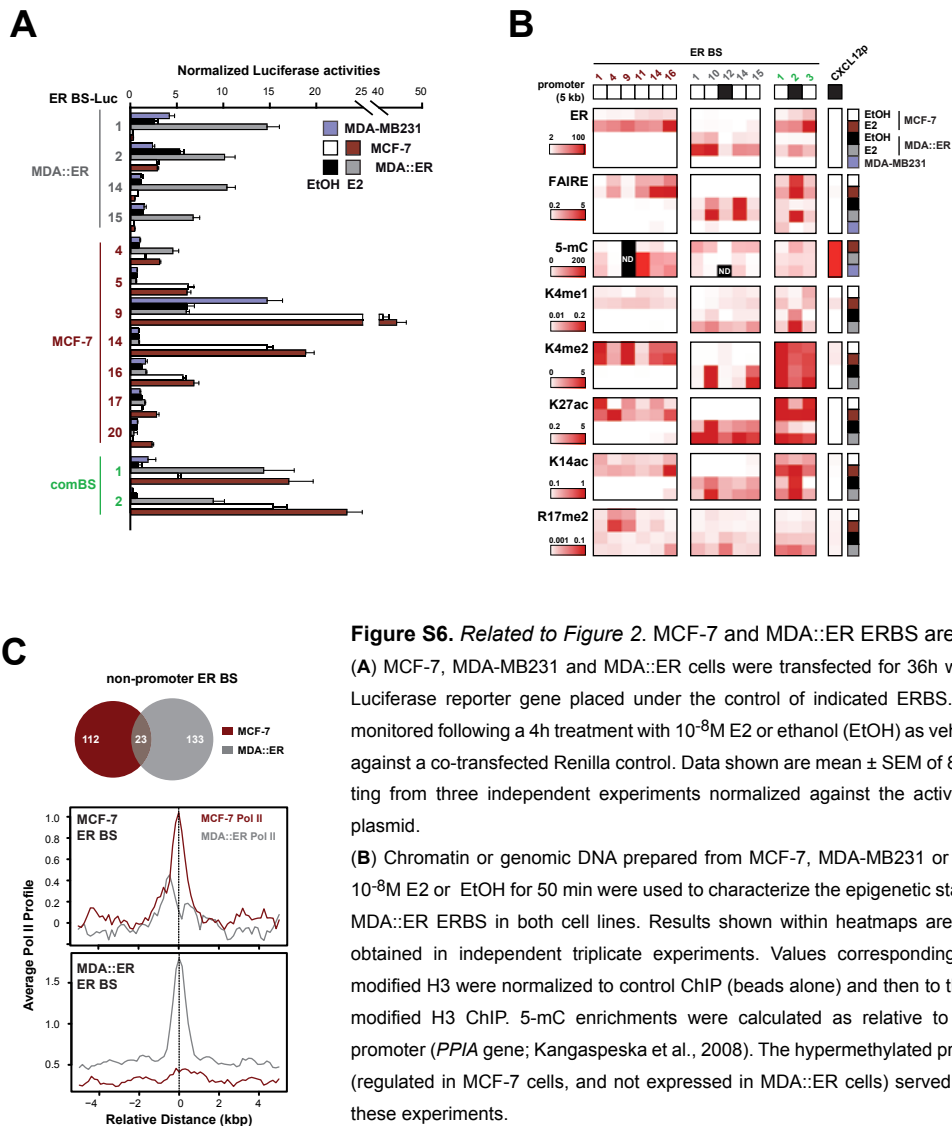 A
Normalized Luciferase activities
ER BS-Luc
0 5 10 15 20 25 40 50
MDA-MB231
MCF-7
MDA::ER
EtOH E2
MDA::ER
1
2
14
15
MCF-7
4
5
9
14
16
17
20
comBS
1
2
B
ER BS
promoter
(5 kb)
1 4 9 11 14 16
1 10 12 14 15
1 2 3
CXCL12p
ER
2 100
EtOH
E2
MCF-7
EtOH
E2
MDA::ER
MDA-MB231
FAIRE
0.2 5
5-mC
0 200
ND
ND
K4me1
0.01 0.2
K4me2
0 5
K27ac
0.2 5
K14ac
0.1 1
R17me2
0.001 0.1
C
non-promoter ER BS
112 23 133
MCF-7
MDA::ER
Average Pol II Profile
MCF-7
ER BS
MCF-7 Pol II
MDA::ER Pol II
1.0
0.8
0.6
0.4
0.2
0
MDA::ER
ER BS
1.5
1.0
0.5
−4 −2 0 2 4
Relative Distance (kbp)
Figure S6. Related to Figure 2. MCF-7 and MDA::ER ERBS are
(A) MCF-7, MDA-MB231 and MDA::ER cells were transfected for 36h w
Luciferase reporter gene placed under the control of indicated ERBS.
monitored following a 4h treatment with 10-8M E2 or ethanol (EtOH) as veh
against a co-transfected Renilla control. Data shown are mean ± SEM of 8
ting from three independent experiments normalized against the activ
plasmid.
(B) Chromatin or genomic DNA prepared from MCF-7, MDA-MB231 or
10-8M E2 or EtOH for 50 min were used to characterize the epigenetic sta
MDA::ER ERBS in both cell lines. Results shown within heatmaps are
obtained in independent triplicate experiments. Values corresponding
modified H3 were normalized to control ChIP (beads alone) and then to t
modified H3 ChIP. 5-mC enrichments were calculated as relative to
promoter (PPIA gene; Kangaspeska et al., 2008). The hypermethylated pr
(regulated in MCF-7 cells, and not expressed in MDA::ER cells) served
these experiments.